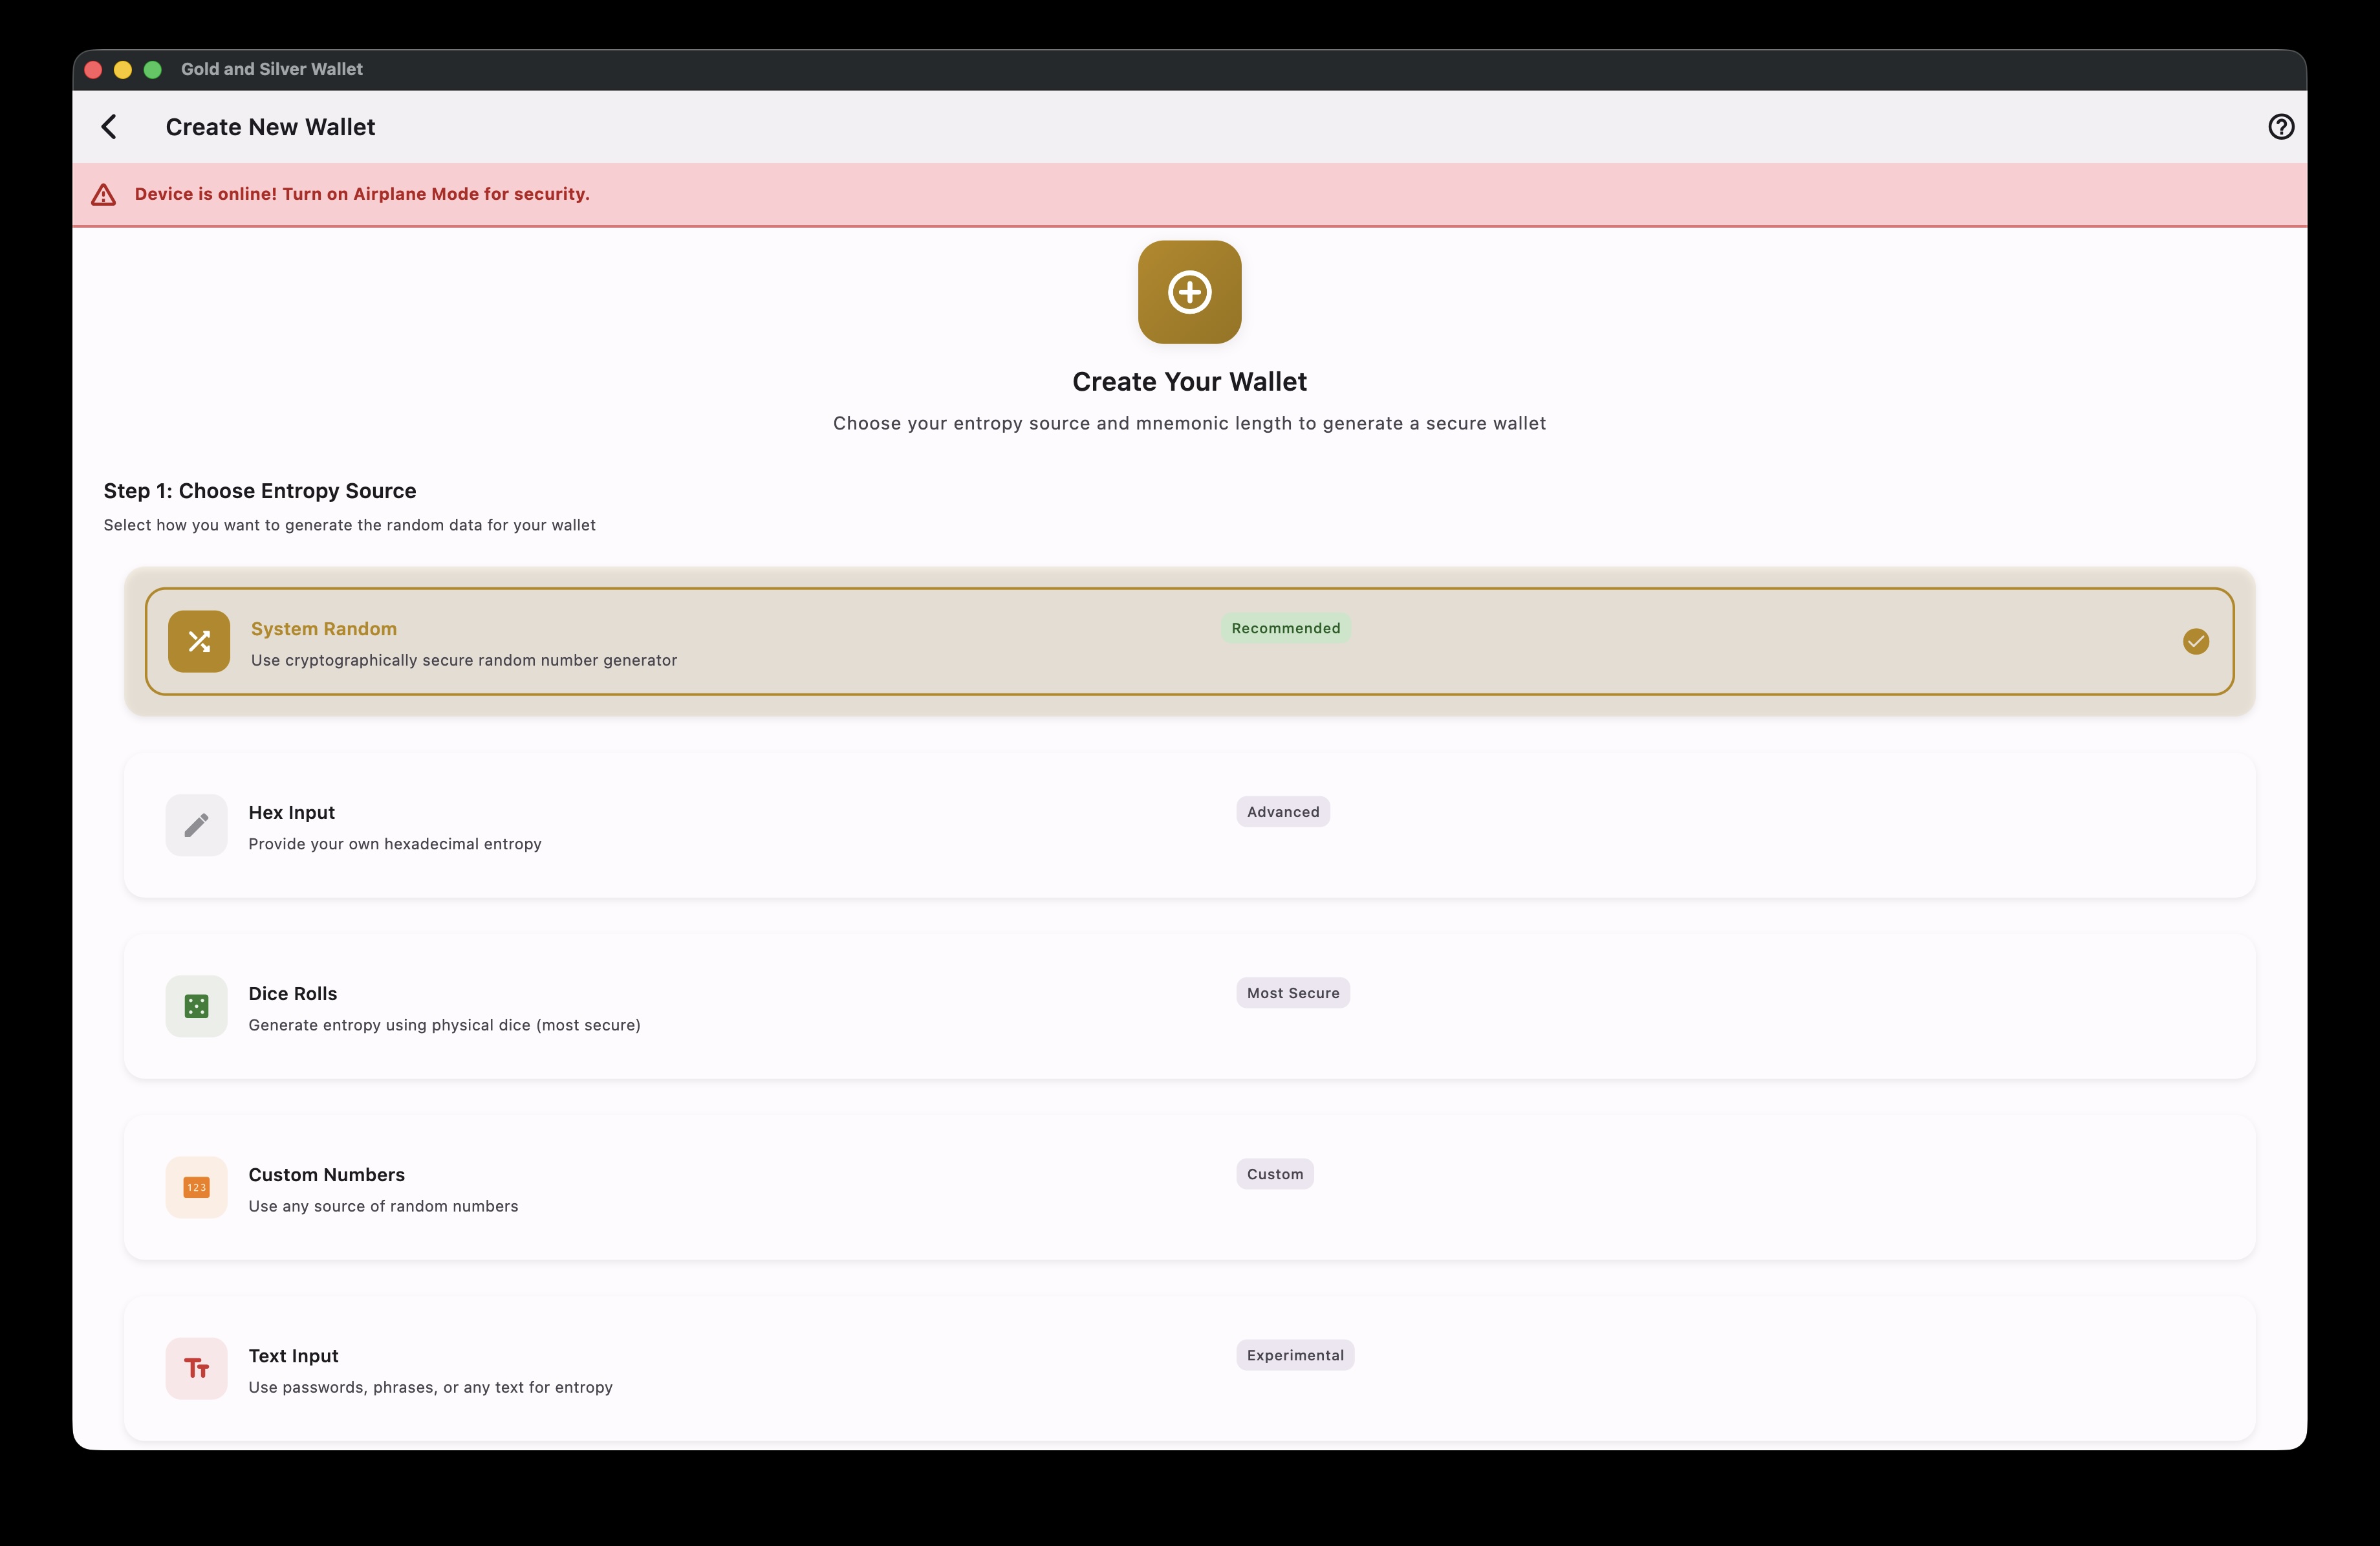 Gold and Silver Wallet
Create New Wallet
Device is online! Turn on Airplane Mode for security.
Create Your Wallet
Choose your entropy source and mnemonic length to generate a secure wallet
Step 1: Choose Entropy Source
Select how you want to generate the random data for your wallet
System Random
Recommended
Use cryptographically secure random number generator
Hex Input
Advanced
Provide your own hexadecimal entropy
Dice Rolls
Most Secure
Generate entropy using physical dice (most secure)
123
Custom Numbers
Custom
Use any source of random numbers
TT
Text Input
Experimental
Use passwords, phrases, or any text for entropy